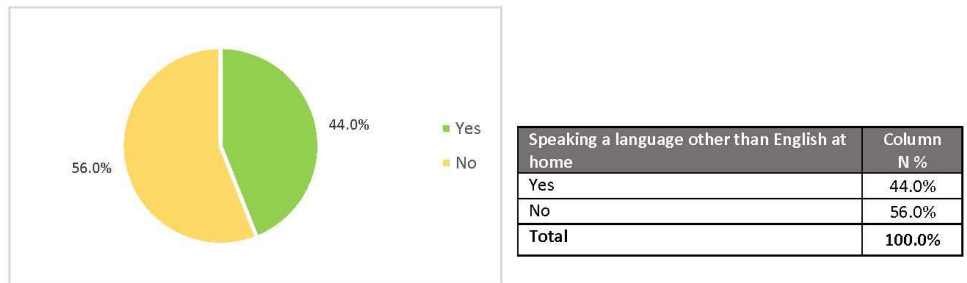 44.0%
56.0%
Yes
No
Speaking a language other than English at home Column N %
Yes 44.0%
No 56.0%
Total 100.0%